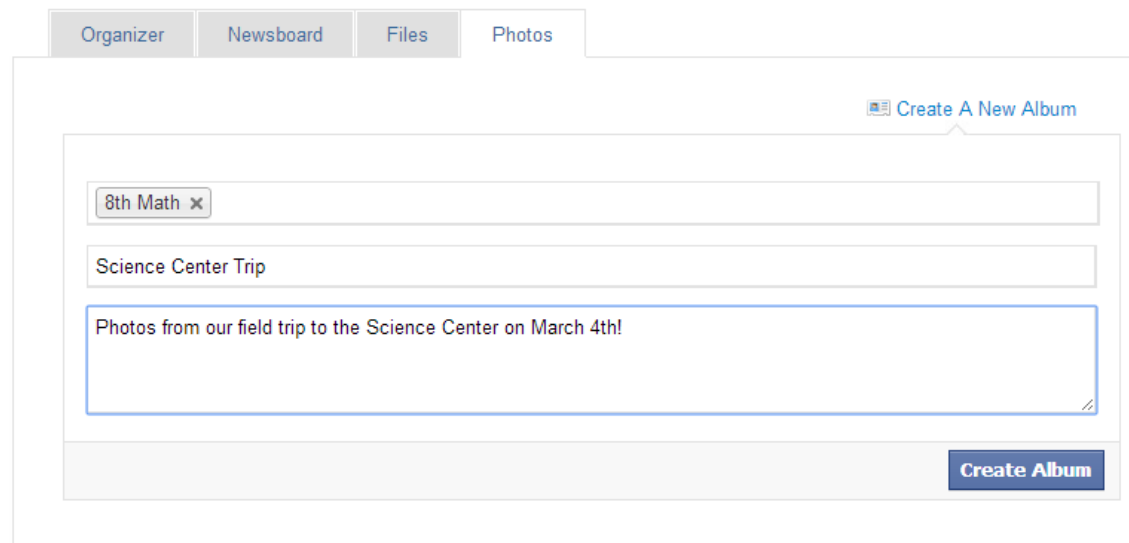 Organizer Newsboard Files Photos
Create A New Album
8th Math
Science Center Trip
Photos from our field trip to the Science Center on March 4th!
Create Album